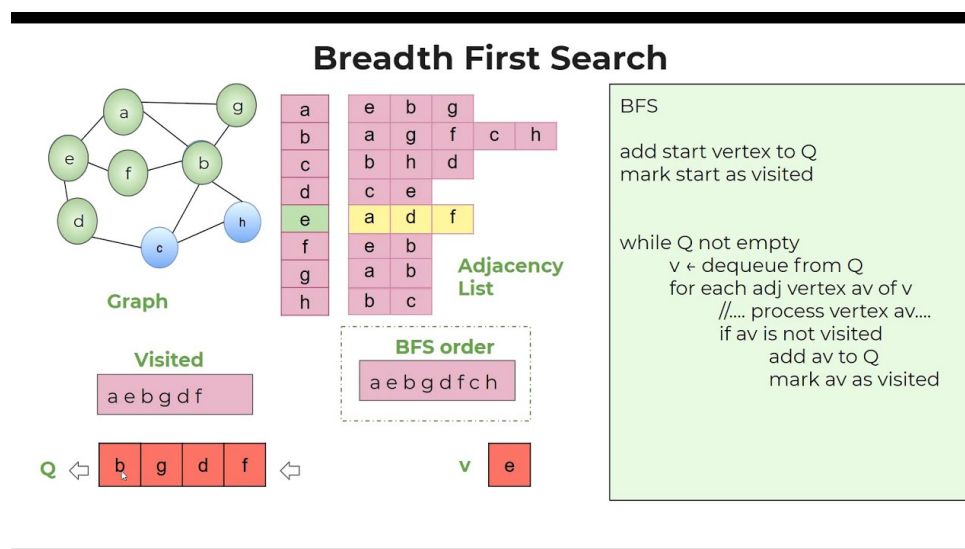 Breadth First Search
a
g
e
f
b
d
c
h
Graph
a e b g
b a g f c h
c b h d
d c e
e a d f
f e b
g a b
h b c
Adjacency
List
Visited
a e b g d f
BFS order
a e b g d f c h
Q b g d f
v e
BFS
add start vertex to Q
mark start as visited
while Q not empty
v ← dequeue from Q
for each adj vertex av of v
//.... process vertex av....
if av is not visited
add av to Q
mark av as visited